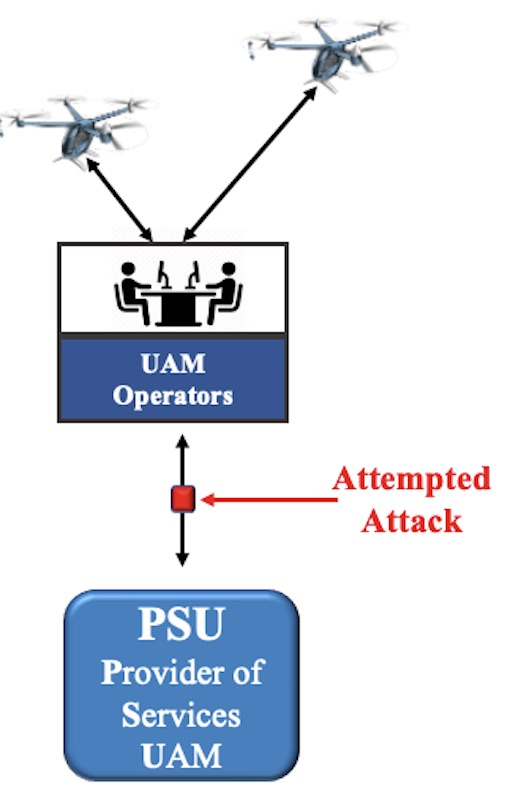 UAM
Operators
Attempted
Attack
PSU
Provider of
Services
UAM